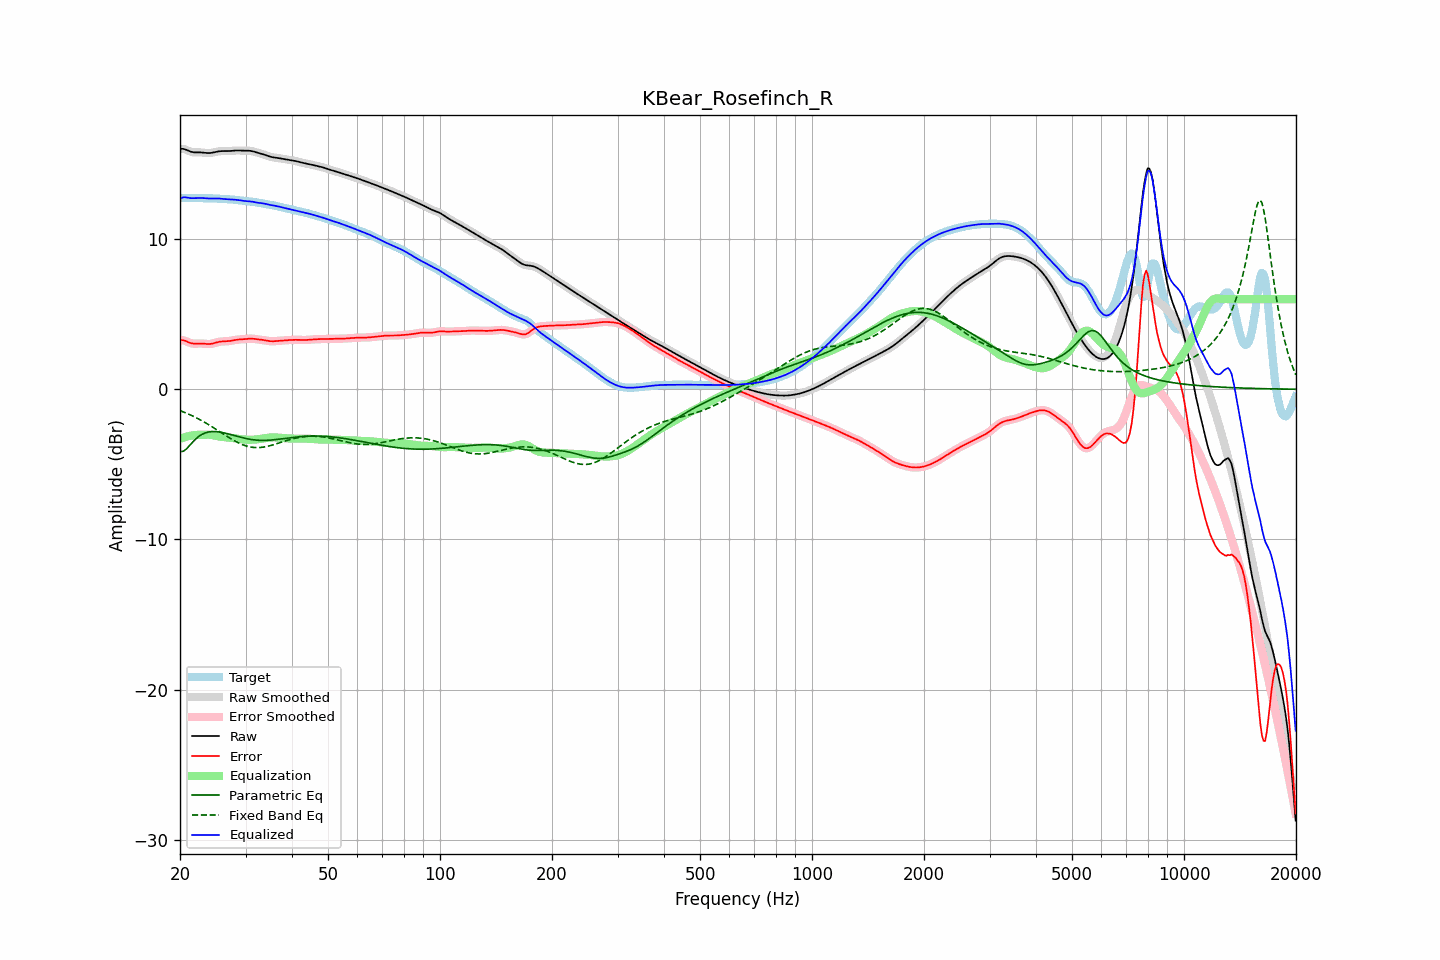 KBear_Rosefinch_R
Amplitude (dBr)
10
0
−10
−20
−30
Target
Raw Smoothed
Error Smoothed
Raw
Error
Equalization
Parametric Eq
Fixed Band Eq
Equalized
20 50 100 200 500 1000 2000 5000 10000 20000
Frequency (Hz)